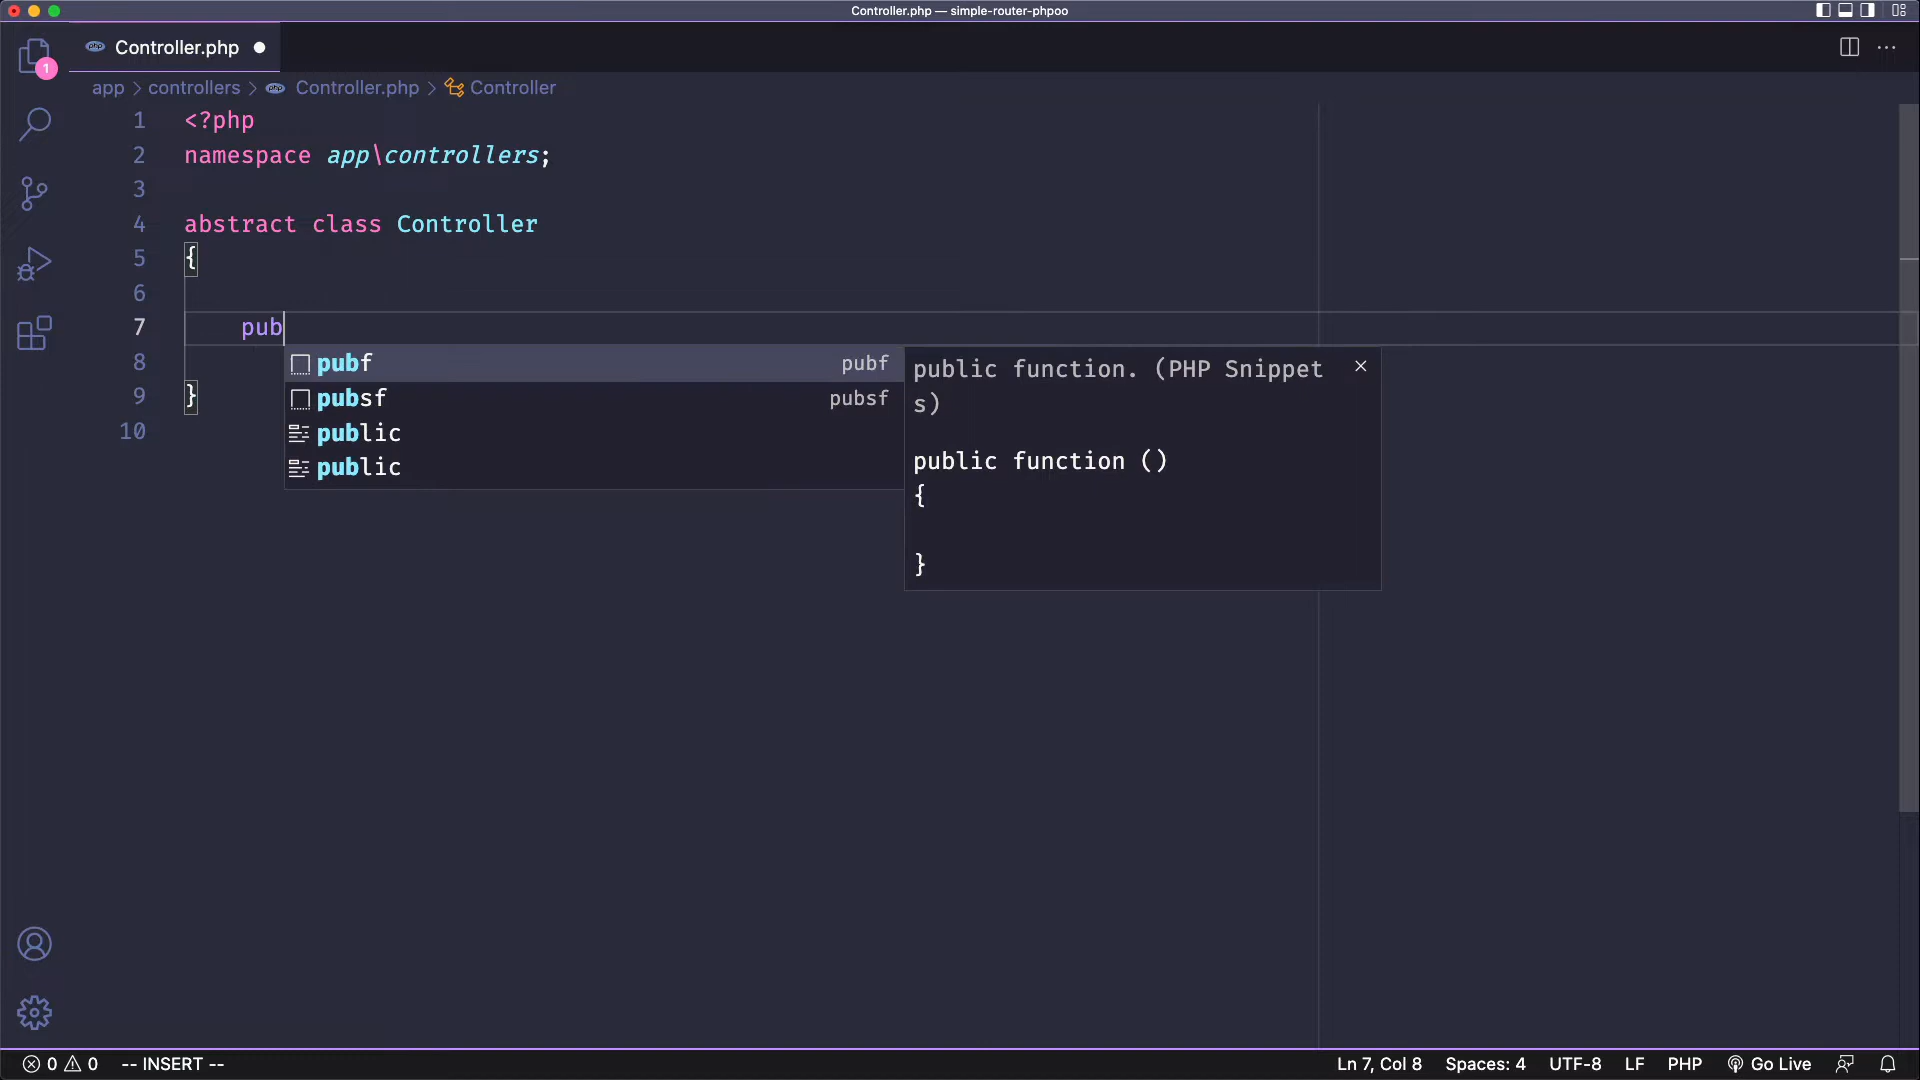 Controller.php — simple-router-phpoo
Controller.php
1
app > controllers > Controller.php > Controller
1 <?php
2 namespace app\controllers;
3
4 abstract class Controller
5 {
6
7 pub
8
9 }
10
pubf pubf
pubsf pubsf
public
public
public function. (PHP Snippet
s)
public function ()
{
}
0 0 -- INSERT -- Ln 7, Col 8 Spaces: 4 UTF-8 LF PHP Go Live